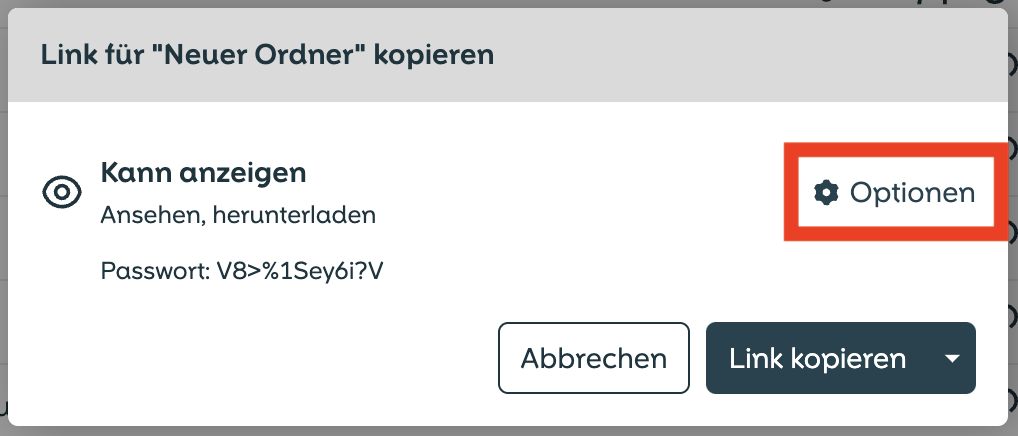 Link für "Neuer Ordner" kopieren
Kann anzeigen
Ansehen, herunterladen
Optionen
Passwort: V8>%1Sey6i?V
Abbrechen
Link kopieren